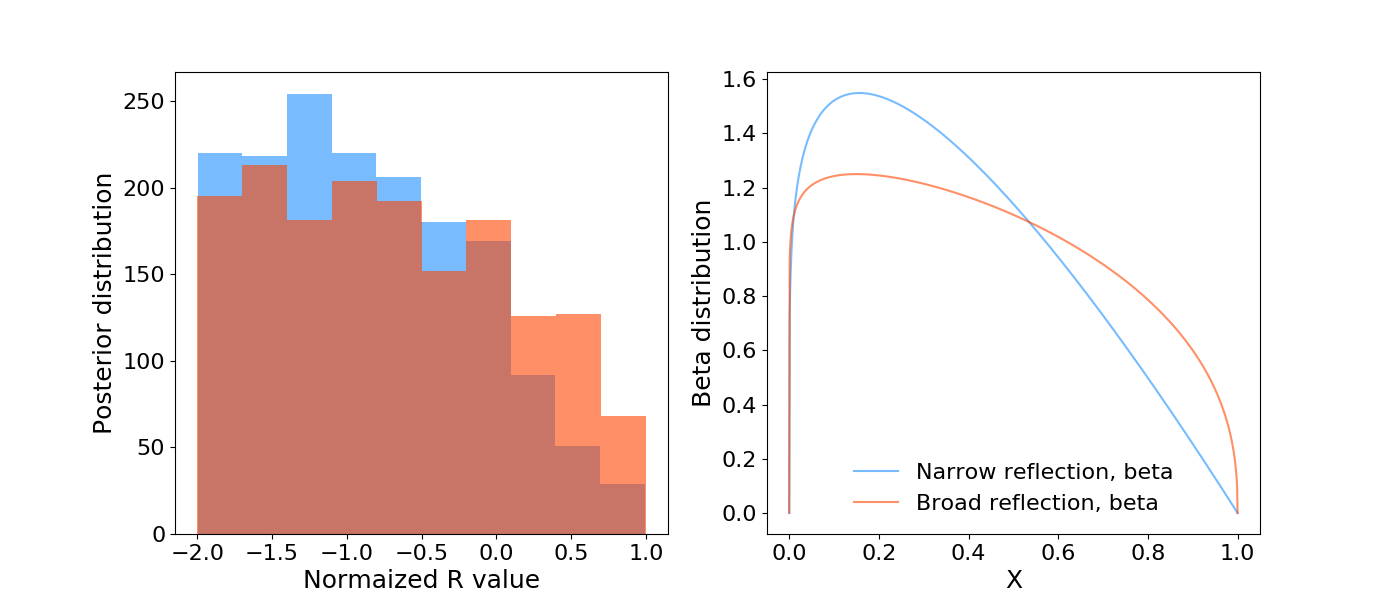 Posterior distribution
250
200
150
100
50
0
−2.0 −1.5 −1.0 −0.5 0.0 0.5 1.0
Normaized R value
Beta distribution
1.6
1.4
1.2
1.0
0.8
0.6
0.4
0.2
0.0
Narrow reflection, beta
Broad reflection, beta
0.0 0.2 0.4 0.6 0.8 1.0
X